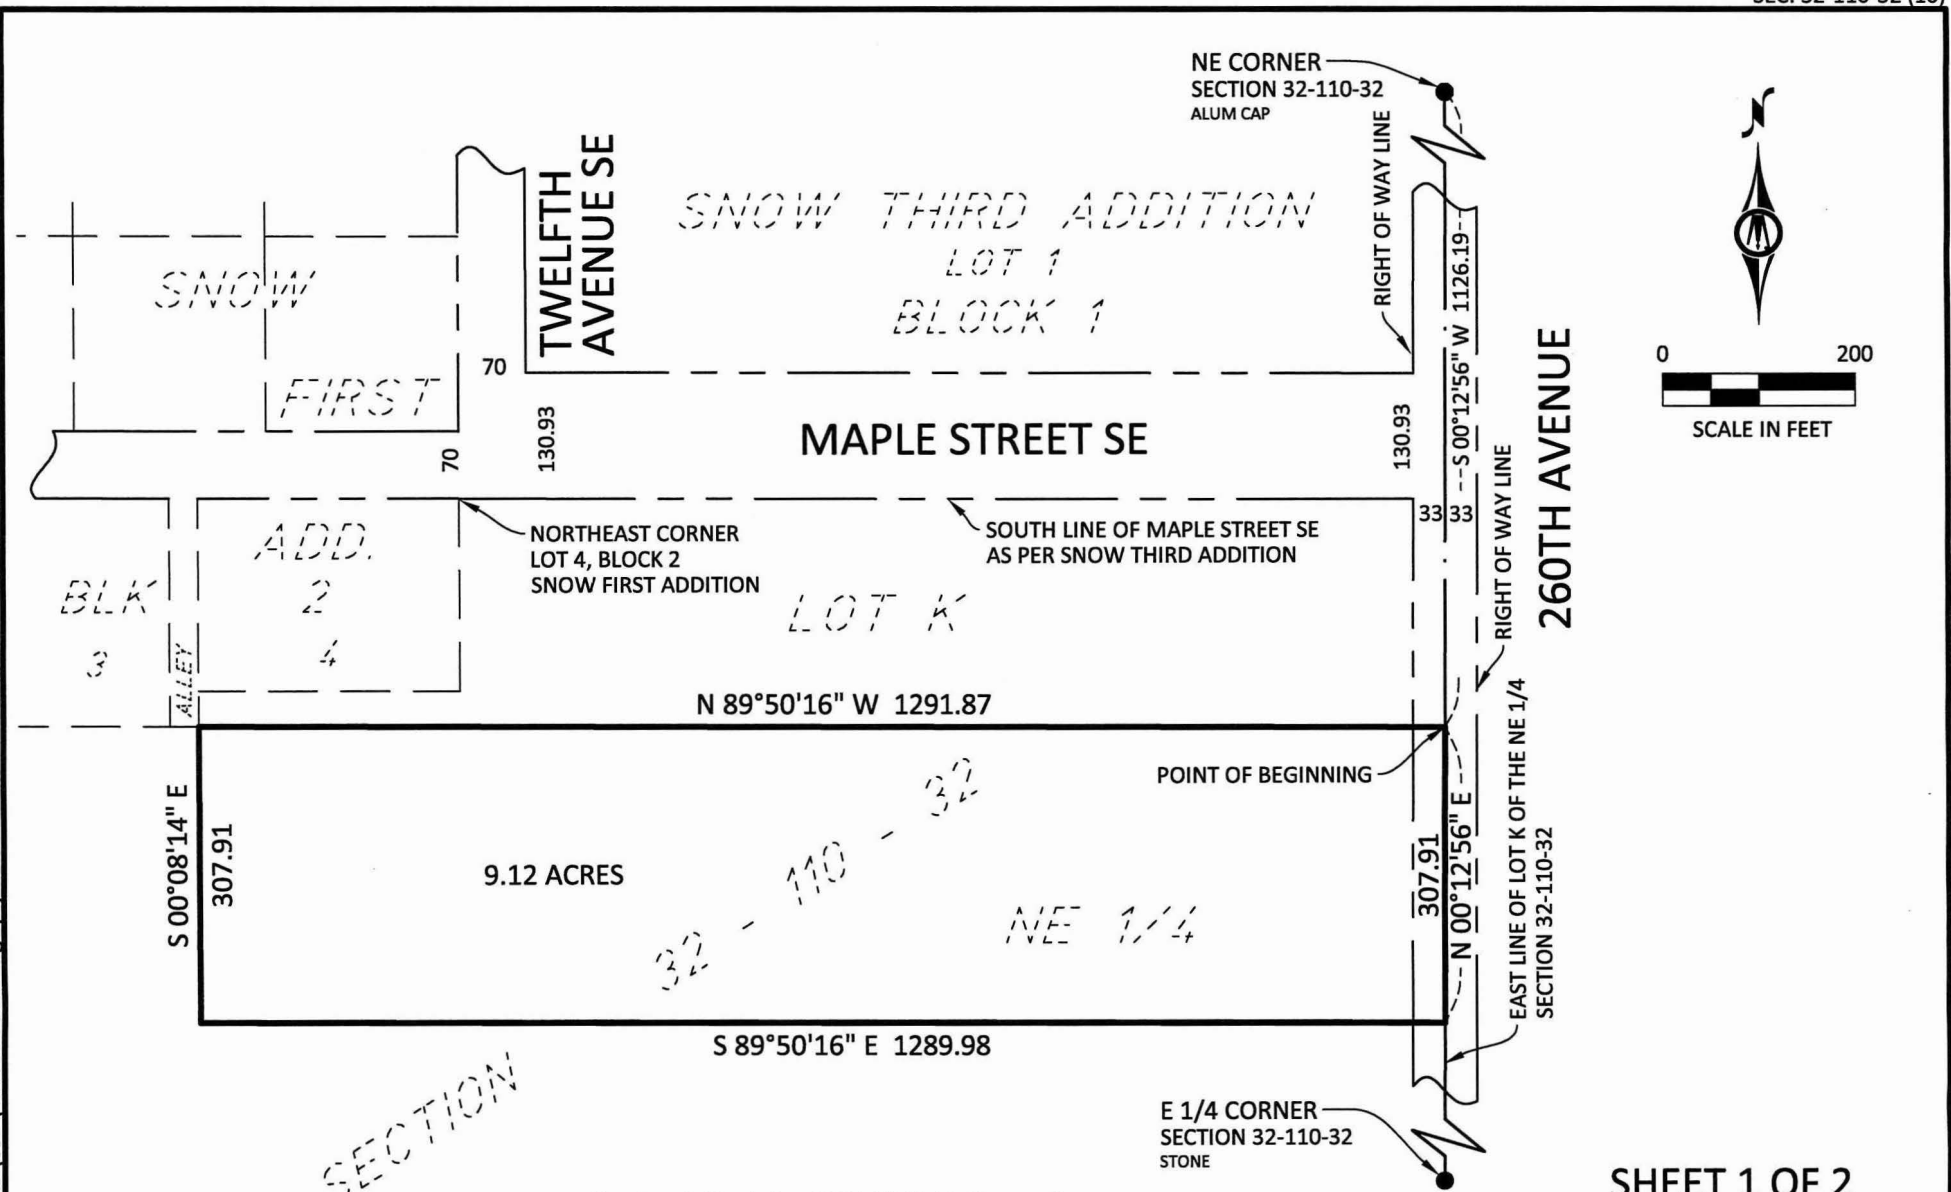 NE CORNER
SECTION 32-110-32
ALUM CAP
RIGHT OF WAY LINE
N
TWELFTH
AVENUE SE
SNOW THIRD ADDITION
LOT 1
BLOCK 1
S 00°12'56" W 1126.19
260TH AVENUE
0 200
SCALE IN FEET
SNOW
FIRST
70
70
130.93
MAPLE STREET SE
130.93
33 33
RIGHT OF WAY LINE
NORTHEAST CORNER
LOT 4, BLOCK 2
SNOW FIRST ADDITION
SOUTH LINE OF MAPLE STREET SE
AS PER SNOW THIRD ADDITION
ADD.
BLK
3
2
4
ALLEY
LOT K
N 89°50'16" W 1291.87
POINT OF BEGINNING
S 00°08'14" E
307.91
9.12 ACRES
32 - 110 - 32
NE 1/4
307.91
N 00°12'56" E
EAST LINE OF LOT K OF THE NE 1/4
SECTION 32-110-32
S 89°50'16" E 1289.98
SECTION
E 1/4 CORNER
SECTION 32-110-32
STONE
SHEET 1 OF 2